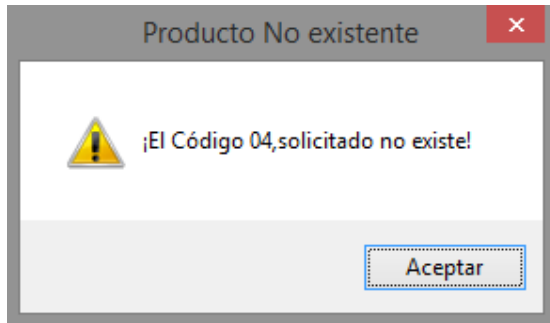 Producto No existente
¡El Código 04,solicitado no existe!
Aceptar